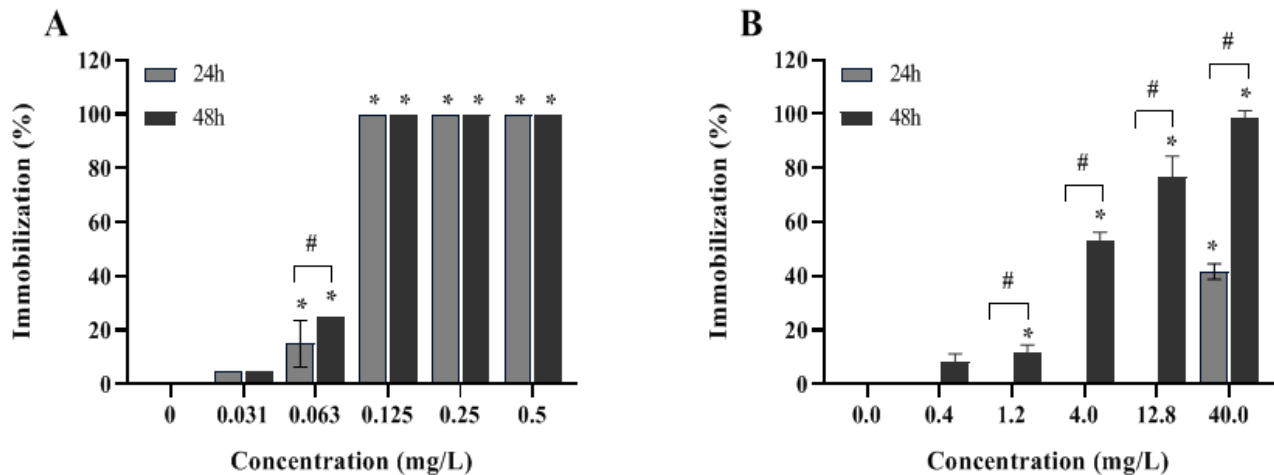 A
Immobilization (%)
120
100
80
60
40
20
0
24h
48h
#
* *
* * * * * *
0 0.031 0.063 0.125 0.25 0.5
Concentration (mg/L)
B
Immobilization (%)
120
100
80
60
40
20
0
24h
48h
# * # * # * # * * #
0.0 0.4 1.2 4.0 12.8 40.0
Concentration (mg/L)